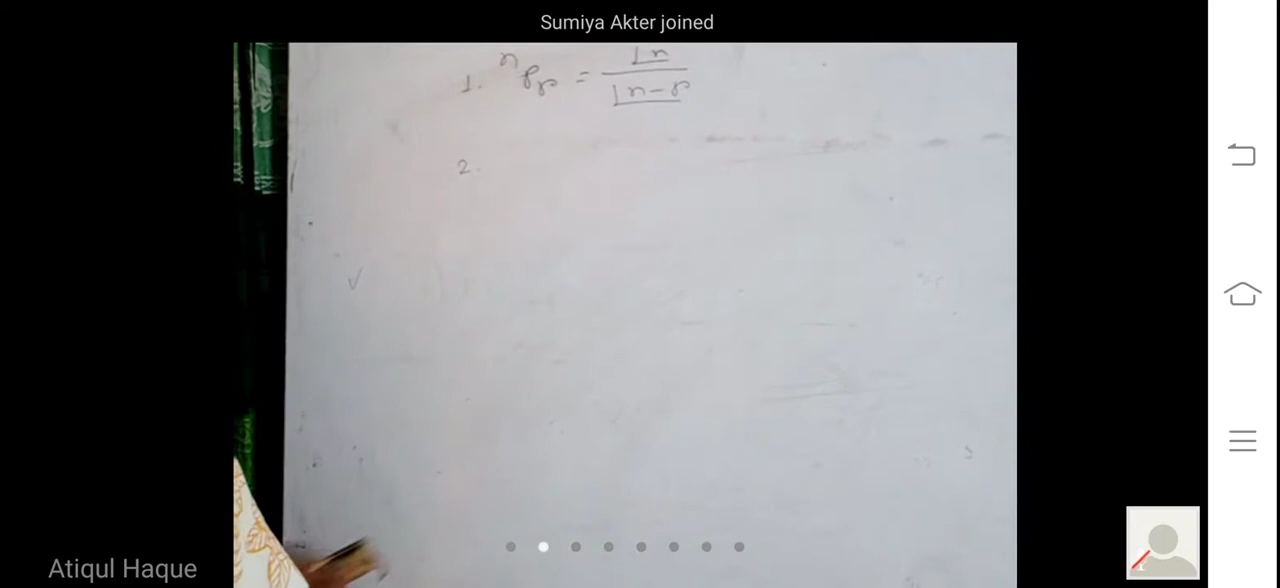 Sumiya Akter joined
1. ⁿPᵣ = ∟n / ∟n-r
2.
Atiqul Haque